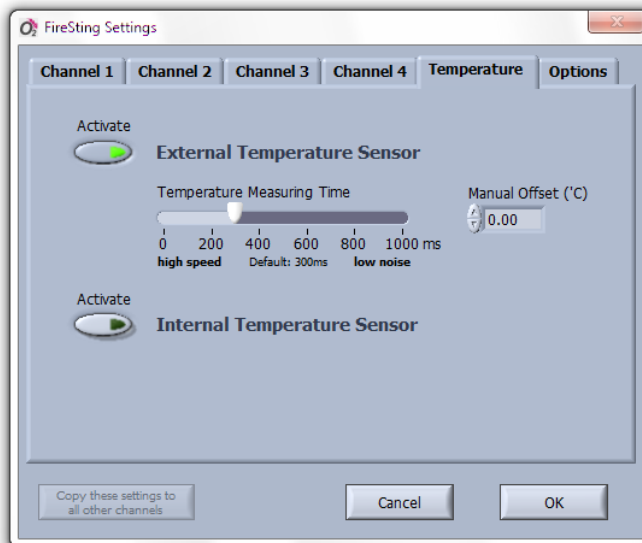 O2 FireSting Settings
Channel 1 Channel 2 Channel 3 Channel 4 Temperature Options
Activate
External Temperature Sensor
Temperature Measuring Time
Manual Offset ('C)
0.00
0 200 400 600 800 1000 ms
high speed Default: 300ms low noise
Activate
Internal Temperature Sensor
Copy these settings to
all other channels
Cancel
OK